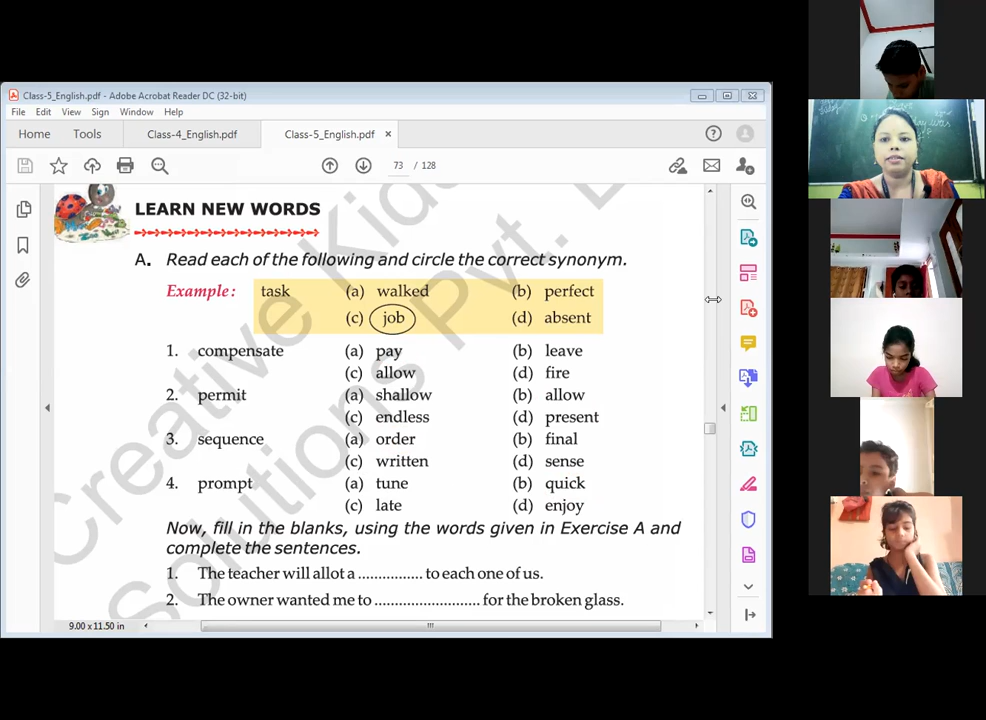 Class-5_English.pdf - Adobe Acrobat Reader DC (32-bit)
File Edit View Sign Window Help
Home Tools Class-4_English.pdf Class-5_English.pdf ×
73 / 128
LEARN NEW WORDS
A. Read each of the following and circle the correct synonym.
Example : task (a) walked (b) perfect
(c) job (d) absent
1. compensate (a) pay (b) leave
(c) allow (d) fire
2. permit (a) shallow (b) allow
(c) endless (d) present
3. sequence (a) order (b) final
(c) written (d) sense
4. prompt (a) tune (b) quick
(c) late (d) enjoy
Now, fill in the blanks, using the words given in Exercise A and
complete the sentences.
1. The teacher will allot a ................ to each one of us.
2. The owner wanted me to .......................... for the broken glass.
9.00 x 11.50 in
Creative Kids
Solutions Pvt. L